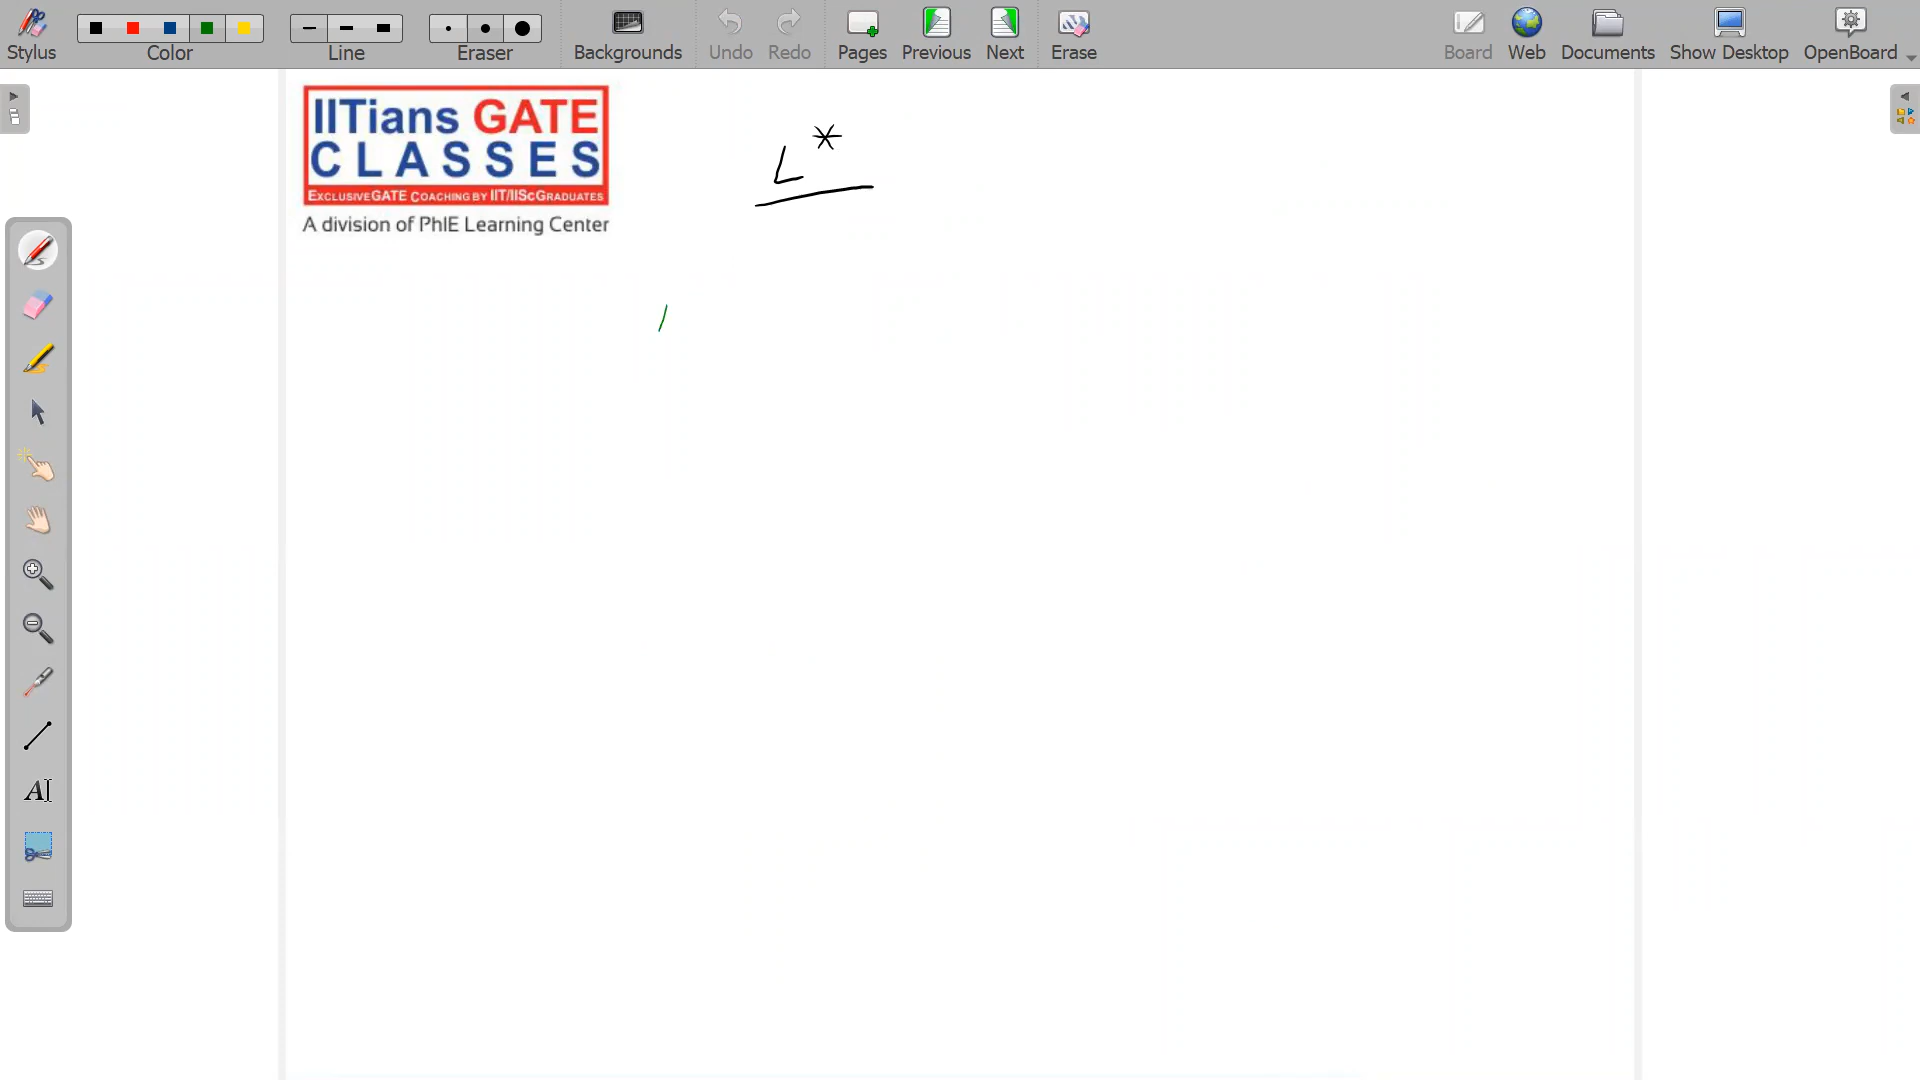 Stylus Color Line Eraser Backgrounds Undo Redo Pages Previous Next Erase Board Web Documents Show Desktop OpenBoard
IITians GATE
CLASSES
EXCLUSIVE GATE COACHING BY IIT/IISc GRADUATES
A division of PhIE Learning Center
L*